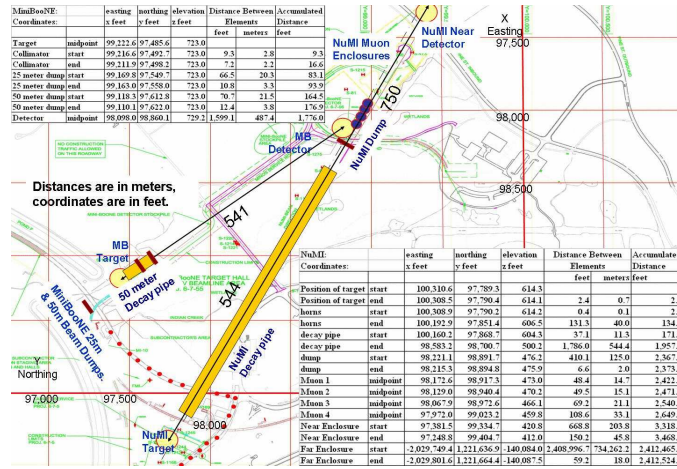 MiniBooNE: easting northing elevation Distance Between Accumulated
Coordinates: x feet y feet z feet Elements Distance
feet meters feet
Target midpoint 99,222.6 97,485.6 723.0
Collimator start 99,216.6 97,492.7 723.0 9.3 2.8 9.3
Collimator end 99,211.9 97,498.2 723.0 7.2 2.2 16.6
25 meter dump start 99,169.8 97,549.7 723.0 66.5 20.3 83.1
25 meter dump end 99,163.0 97,558.0 723.0 10.8 3.3 93.9
50 meter dump start 99,118.3 97,612.8 723.0 70.7 21.5 164.5
50 meter dump end 99,110.1 97,622.0 723.0 12.4 3.8 176.9
Detector midpoint 98,098.0 98,860.1 729.2 1,599.1 487.4 1,776.0
NuMI Muon
Enclosures
NuMI Near
Detector
X
Easting
97,500
750
98,000
NO CONSTRUCTION
TRAFFIC ALLOWED
ON THIS ROADWAY
WETLANDS
MB
Detector
NuMI Dump
98,500
Distances are in meters,
coordinates are in feet.
541
544
MB
Target
50 meter
Decay pipe
BooNE TARGET HALL
MiniBooNE 25m
& 50m Beam Dumps.
NuMI
Decay pipe
Y
Northing
97,000
97,500
98,000
NuMI
Target
NuMI: easting northing elevation Distance Between Accumulate
Coordinates: x feet y feet z feet Elements Distance
feet meters feet
Position of target start 100,310.6 97,789.3 614.3
Position of target end 100,308.5 97,790.4 614.1 2.4 0.7 2.
horns start 100,308.9 97,790.2 614.2 0.4 0.1 2.
horns end 100,192.9 97,851.4 606.5 131.3 40.0 134.
decay pipe start 100,160.2 97,868.7 604.3 37.1 11.3 171.
decay pipe end 98,583.2 98,700.7 500.2 1,786.0 544.4 1,957.
dump start 98,221.1 98,891.7 476.2 410.1 125.0 2,367.
dump end 98,215.3 98,894.8 475.9 6.6 2.0 2,373.
Muon 1 midpoint 98,172.6 98,917.3 473.0 48.4 14.7 2,422.
Muon 2 midpoint 98,129.0 98,940.4 470.2 49.5 15.1 2,471.
Muon 3 midpoint 98,067.9 98,972.6 466.1 69.2 21.1 2,540.
Muon 4 midpoint 97,972.0 99,023.2 459.8 108.6 33.1 2,649.
Near Enclosure start 97,381.5 99,334.7 420.8 668.8 203.8 3,318.
Near Enclosure end 97,248.8 99,404.7 412.0 150.2 45.8 3,468.
Far Enclosure start -2,029,749.4 1,221,636.9 -140,084.0 2,408,996.7 734,262.2 2,412,465.
Far Enclosure end -2,029,801.6 1,221,664.4 -140,087.5 59.2 18.0 2,412,524.